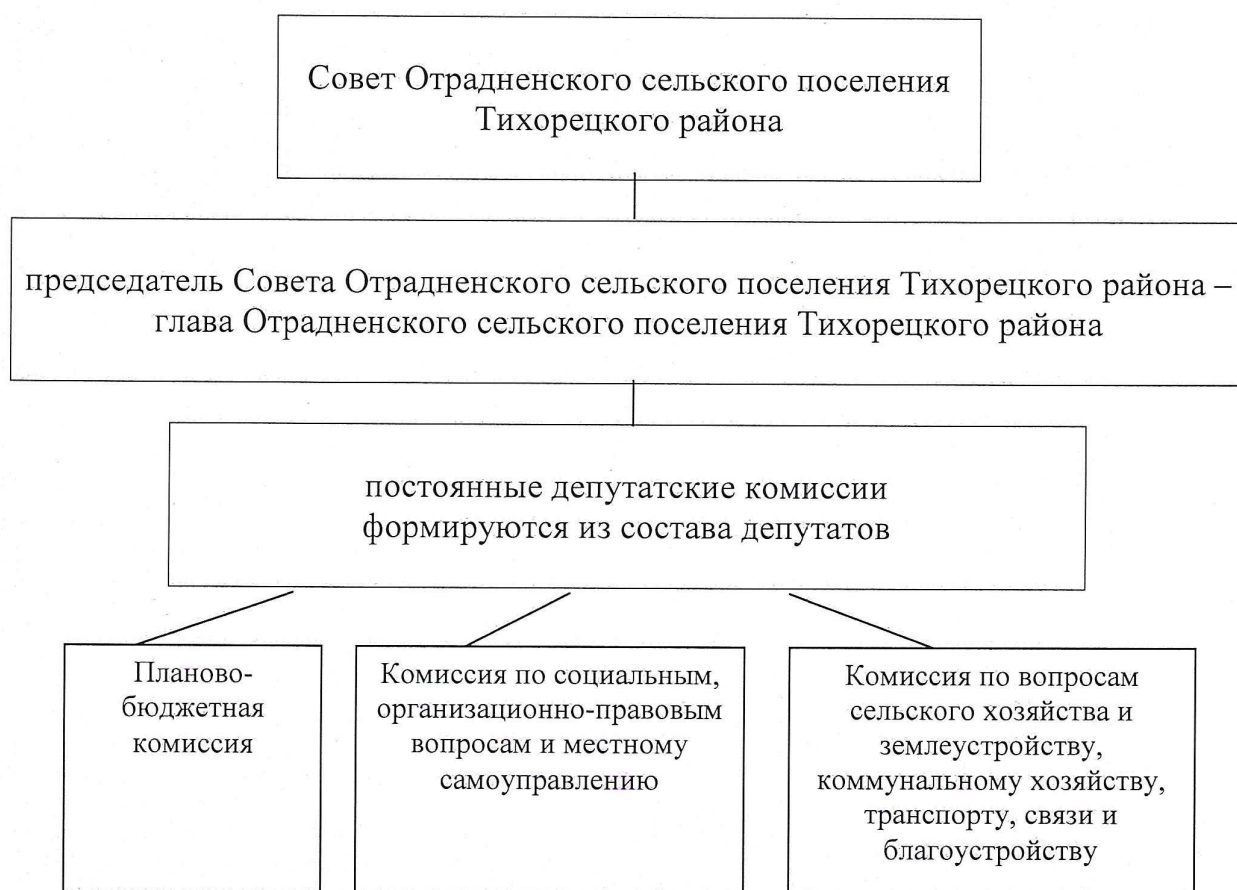 Совет Отрадненского сельского поселения
Тихорецкого района
председатель Совета Отрадненского сельского поселения Тихорецкого района –
глава Отрадненского сельского поселения Тихорецкого района
постоянные депутатские комиссии
формируются из состава депутатов
Планово-
бюджетная
комиссия
Комиссия по социальным,
организационно-правовым
вопросам и местному
самоуправлению
Комиссия по вопросам
сельского хозяйства и
землеустройству,
коммунальному хозяйству,
транспорту, связи и
благоустройству